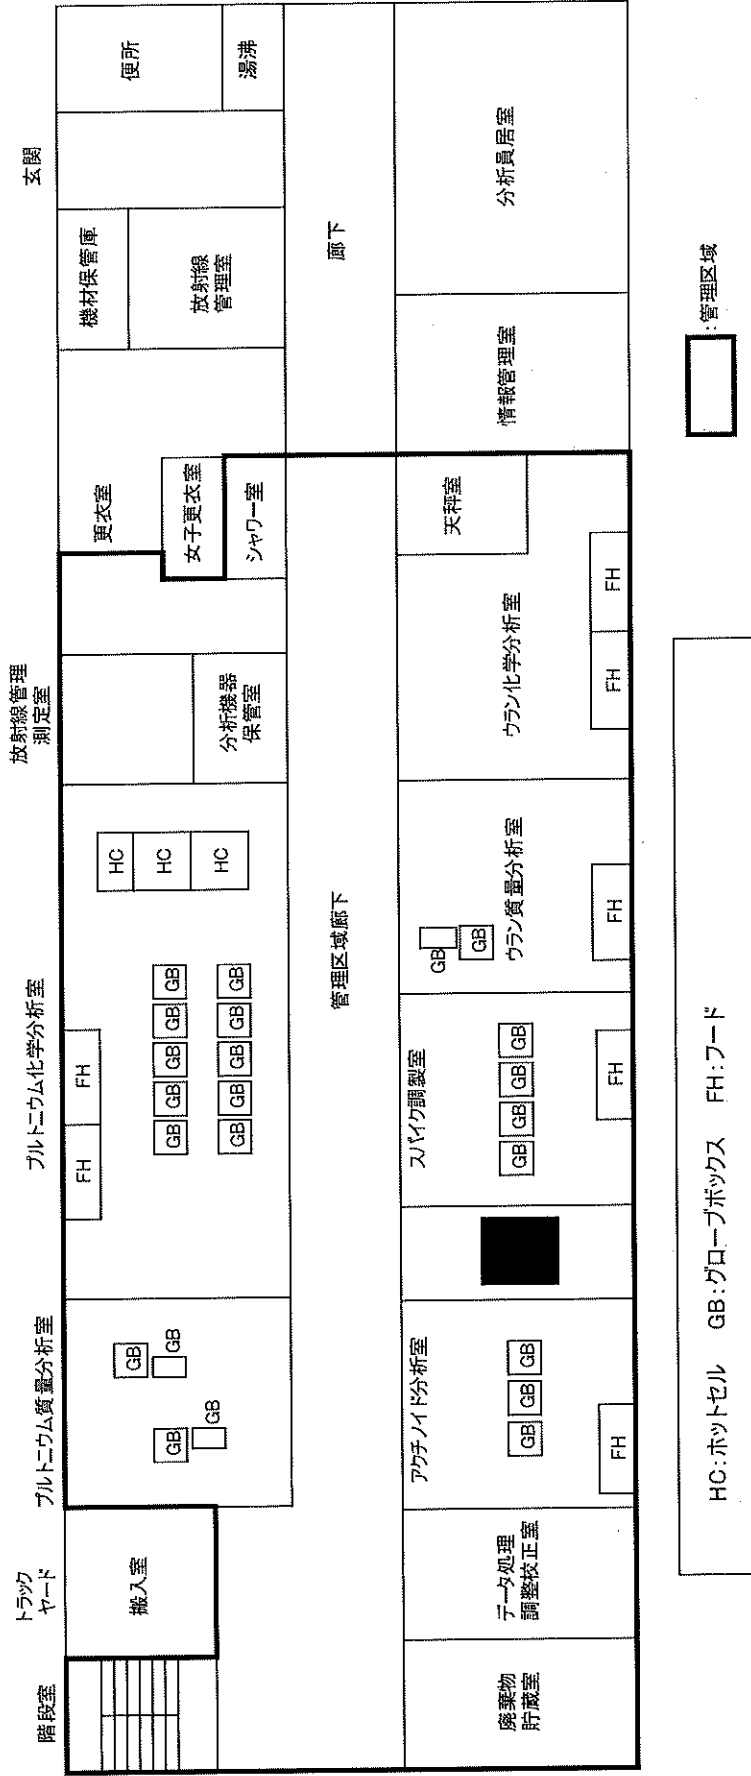 階段室
トラック
ヤード
プルトニウム質量分析室
プルトニウム化学分析室
放射線管理
測定室
更衣室
玄関
搬入室
GB
GB
GB
GB
FH
FH
GB
GB
GB
GB
GB
GB
GB
GB
GB
GB
HC
HC
HC
分析機器
保管室
女子更衣室
シャワー室
機材保管庫
放射線
管理室
便所
湯沸
管理区域廊下
廊下
廃棄物
貯蔵室
データ処理
調整校正室
アクチノイド分析室
GB
GB
GB
FH
スパイク調製室
GB
GB
GB
GB
FH
ウラン質量分析室
GB
GB
FH
ウラン化学分析室
FH
FH
天秤室
情報管理室
分析員居室
:管理区域
HC:ホットセル GB:グローブボックス FH:フード